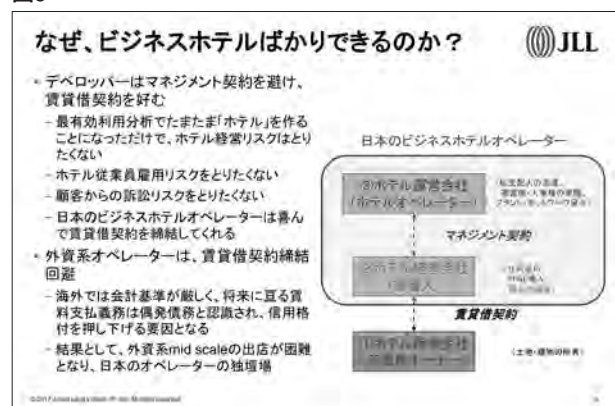 なぜ、ビジネスホテルばかりできるのか？
JLL
・デベロッパーはマネジメント契約を避け、
賃貸借契約を好む
－最有効利用分析でたまたま「ホテル」を作る
ことになっただけで、ホテル経営リスクはとり
たくない
－ホテル従業員雇用リスクをとりたくない
－顧客からの訴訟リスクをとりたくない
－日本のビジネスホテルオペレーターは喜ん
で賃貸借契約を締結してくれる
・外資系オペレーターは、賃貸借契約締結
回避
－海外では会計基準が厳しく、将来に亘る賃
料支払義務は偶発債務と認識され、信用格
付を押し下げる要因となる
－結果として、外資系mid scaleの出店が困難
となり、日本のオペレーターの独壇場
日本のビジネスホテルオペレーター
③ホテル運営会社
（ホテルオペレーター）
マネジメント契約
②ホテル経営会社
賃貸借契約
①ホテル
（土地・建物の所有）